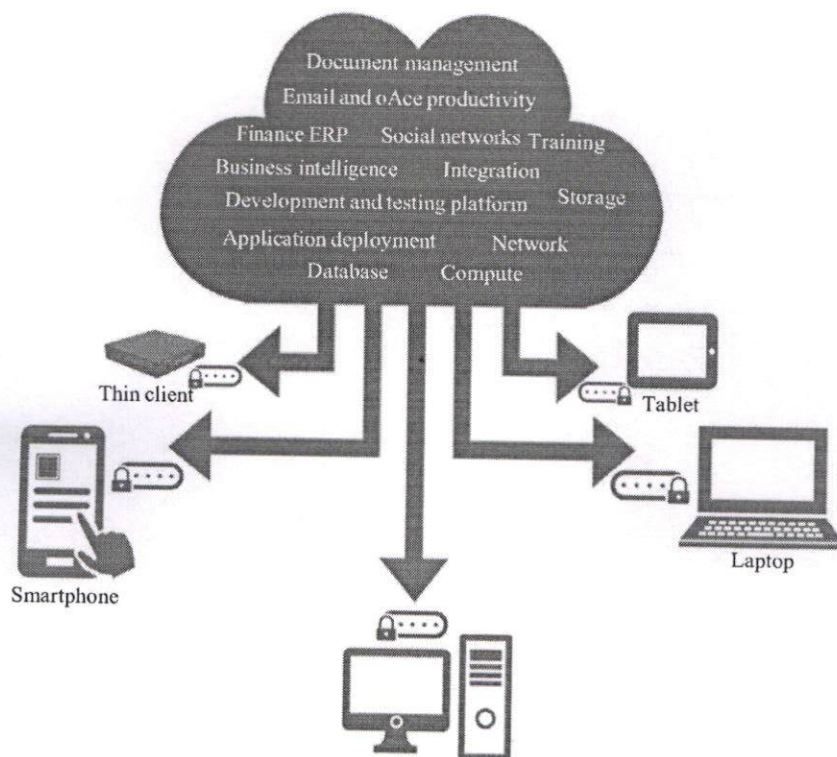 Document management
Email and oAce productivity
Finance ERP Social networks Training
Business intelligence Integration
Storage
Development and testing platform
Application deployment Network
Database Compute
Thin client
Tablet
Smartphone
Laptop